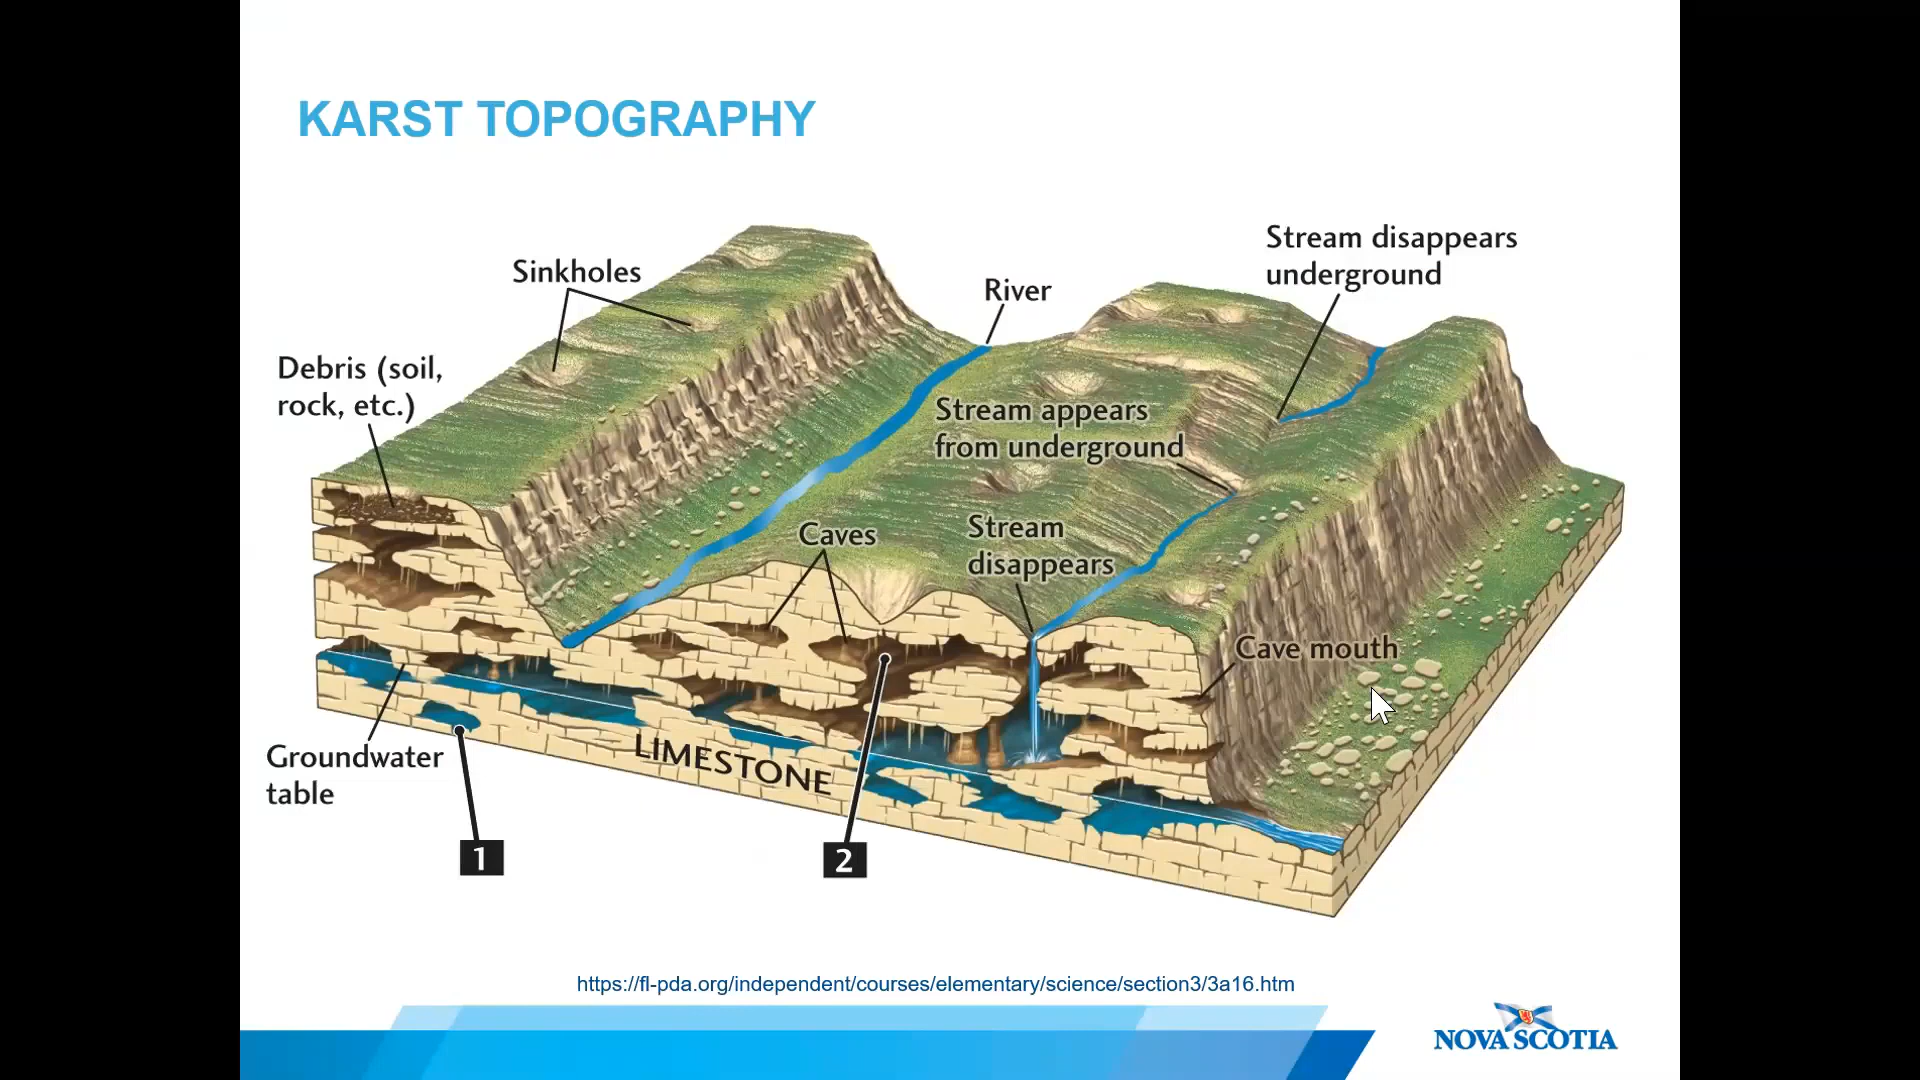 KARST TOPOGRAPHY
Stream disappears
underground
Sinkholes
River
Debris (soil,
rock, etc.)
Stream appears
from underground
Caves
Stream
disappears
Cave mouth
Groundwater
table
LIMESTONE
1
2
https://fl-pda.org/independent/courses/elementary/science/section3/3a16.htm
NOVA SCOTIA